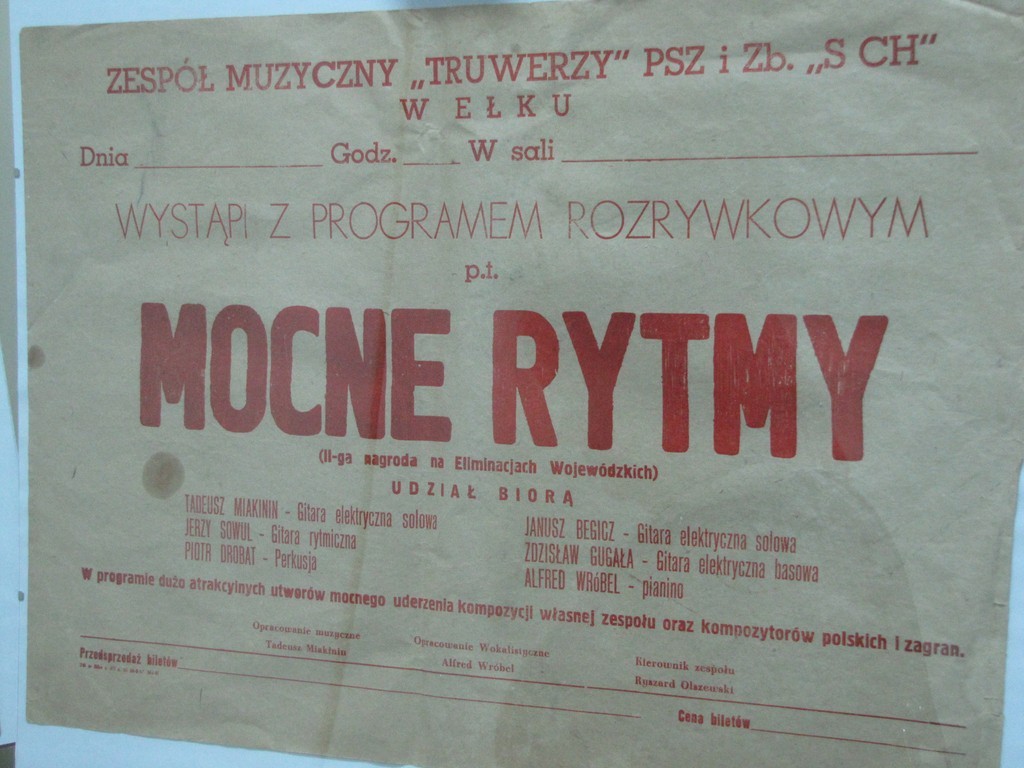 ZESPÓŁ MUZYCZNY „TRUWERZY" PSZ i Zb. „S CH"
W EŁKU
Dnia Godz. W sali
WYSTĄPI Z PROGRAMEM ROZRYWKOWYM
p.t.
MOCNE RYTMY
(II-ga nagroda na Eliminacjach Wojewódzkich)
UDZIAŁ BIORĄ
TADEUSZ MIAKININ - Gitara elektryczna solowa
JERZY SOWUL - Gitara rytmiczna
PIOTR DROBAT - Perkusja
JANUSZ BEGICZ - Gitara elektryczna solowa
ZDZISŁAW GUGAŁA - Gitara elektryczna basowa
ALFRED WRóBEL - pianino
W programie dużo atrakcyjnych utworów mocnego uderzenia kompozycji własnej zespołu oraz kompozytorów polskich i zagran.
Opracowanie muzyczne
Tadeusz Miakinin
Opracowanie Wokalistyczne
Alfred Wróbel
Kierownik zespołu
Ryszard Olszewski
Przedsprzedaż biletów
Cena biletów